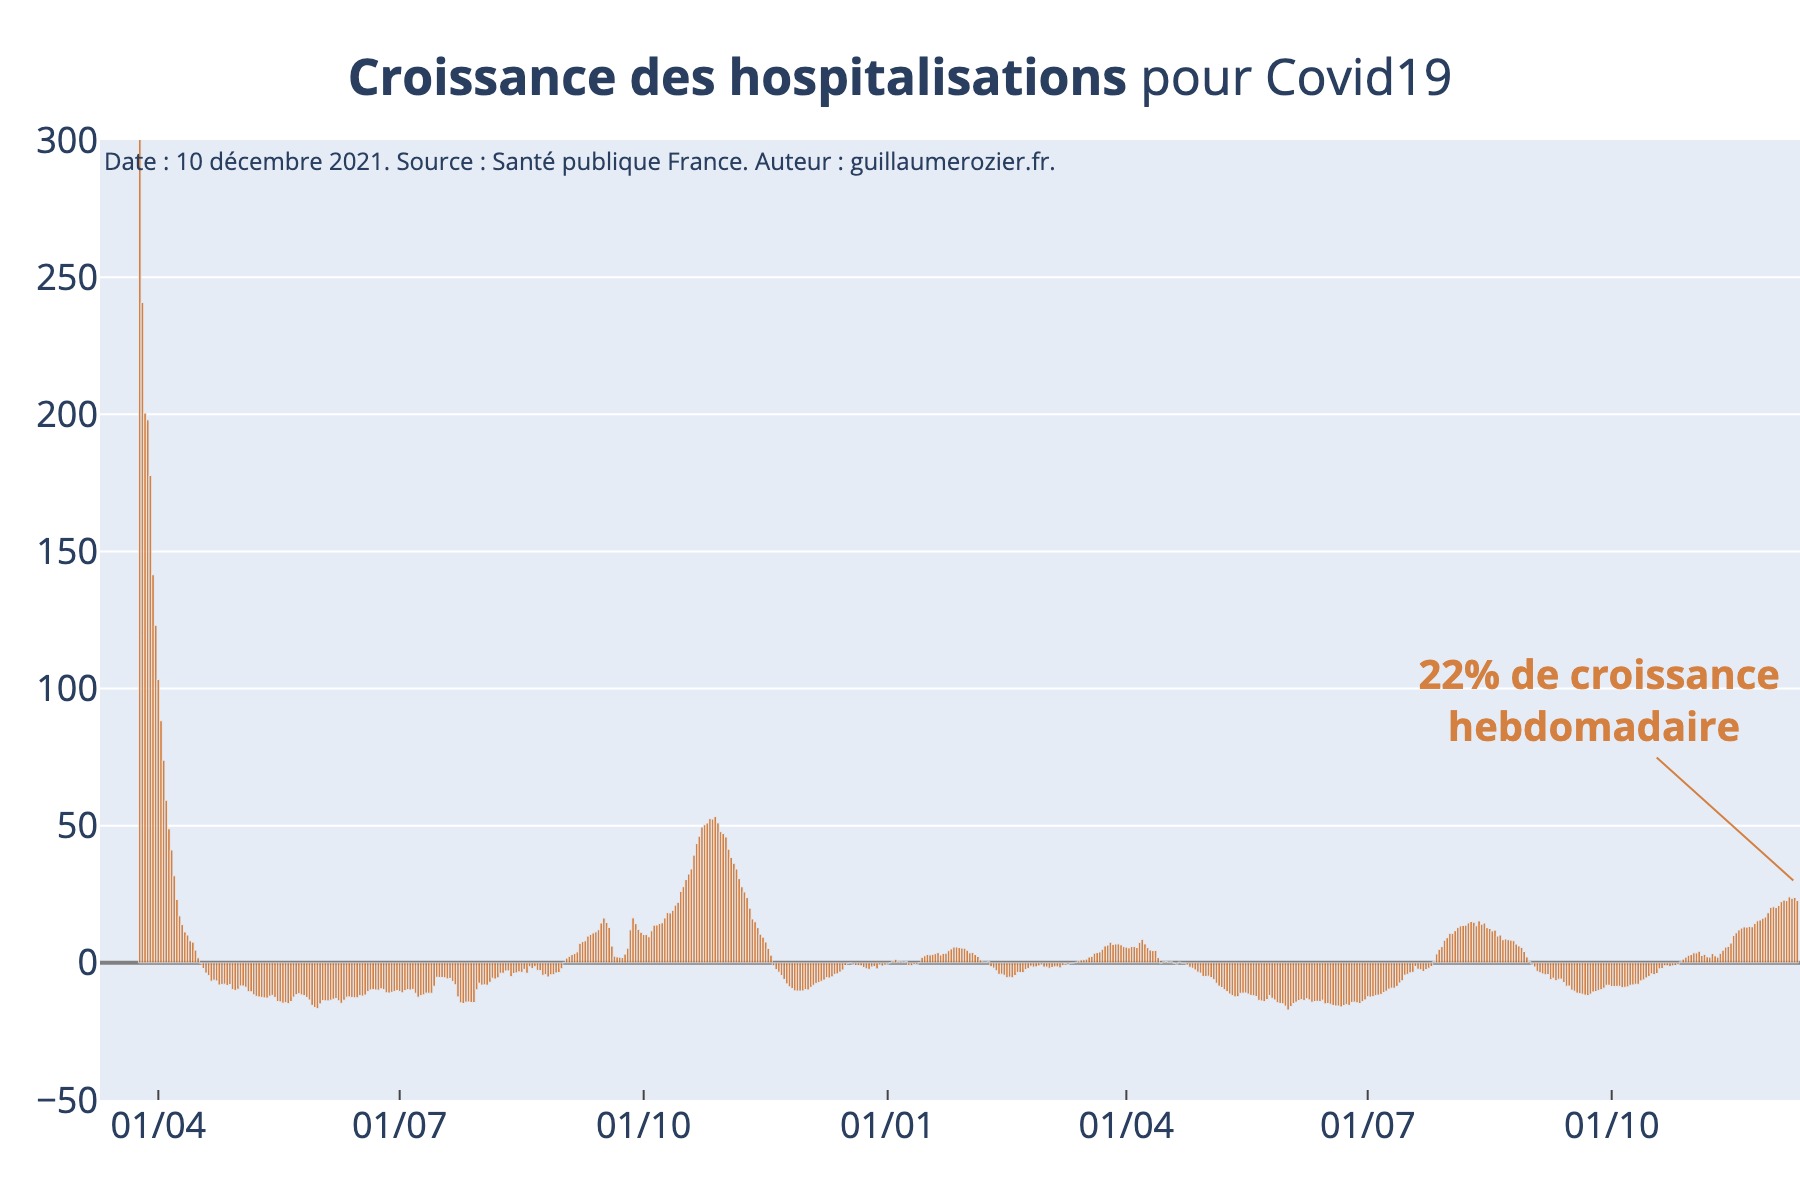 Croissance des hospitalisations pour Covid19
300
Date : 10 décembre 2021. Source : Santé publique France. Auteur : guillaumerozier.fr.
250
200
150
100
22% de croissance
hebdomadaire
50
0
−50
01/04 01/07 01/10 01/01 01/04 01/07 01/10